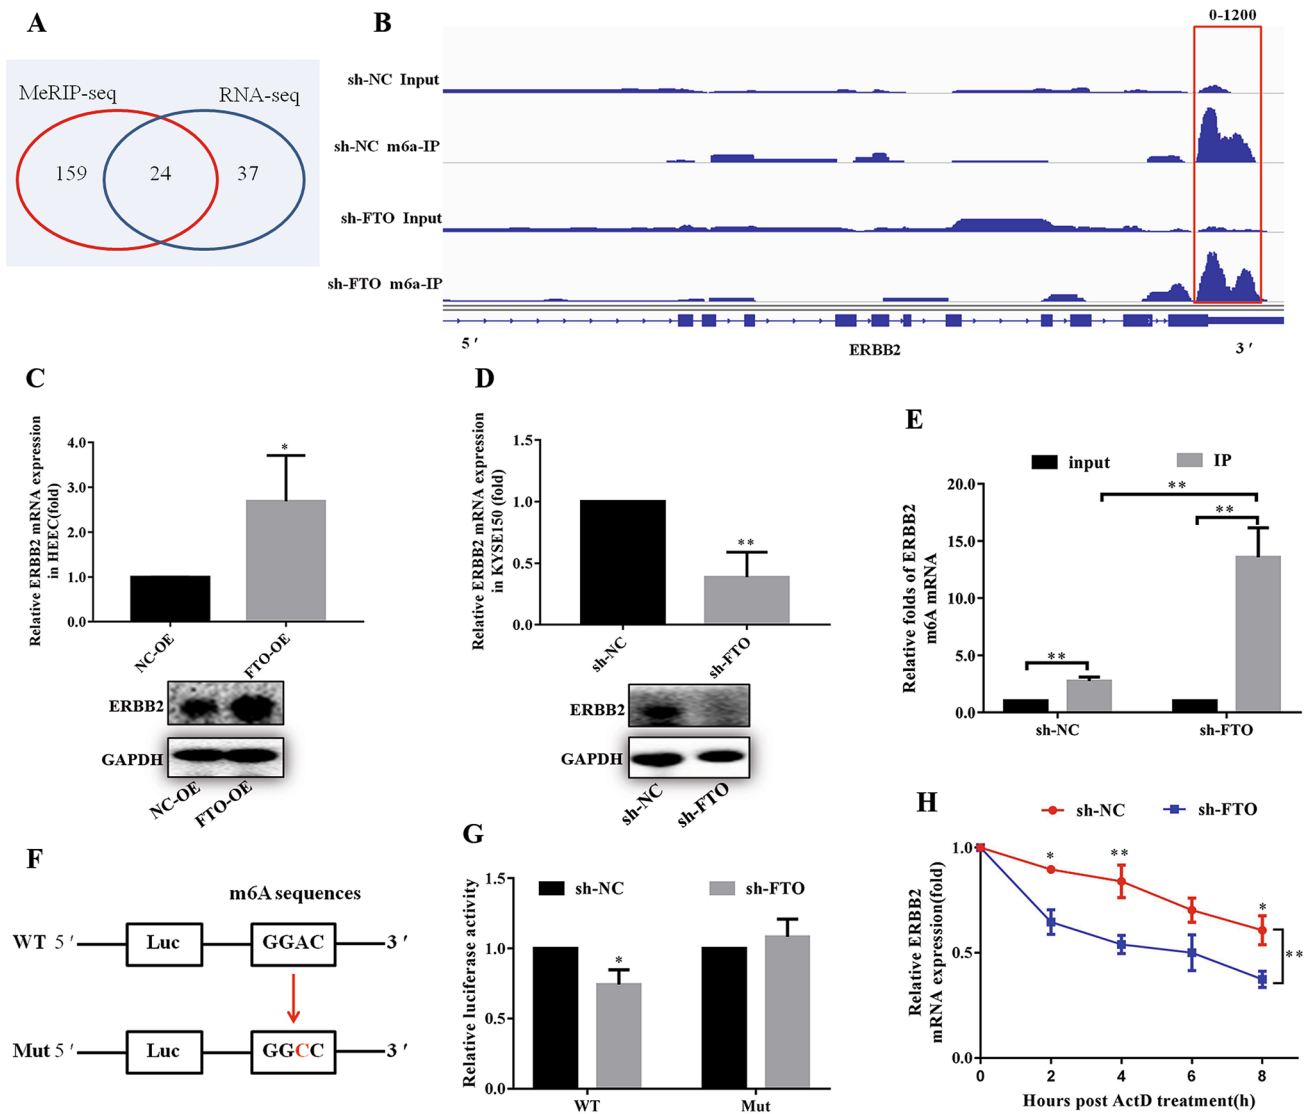 A
MeRIP-seq
RNA-seq
159
24
37
B
0-1200
sh-NC Input
sh-NC m6a-IP
sh-FTO Input
sh-FTO m6a-IP
5 ′
ERBB2
3 ′
C
Relative ERBB2 mRNA expression
in HEEC(fold)
4.0
3.0
2.0
1.0
0.0
*
NC-OE
FTO-OE
ERBB2
GAPDH
NC-OE
FTO-OE
D
Relative ERBB2 mRNA expression
in KYSE150 (fold)
1.5
1.0
0.5
0.0
**
sh-NC
sh-FTO
ERBB2
GAPDH
sh-NC
sh-FTO
E
input
IP
Relative folds of ERBB2
m6A mRNA
20.0
15.0
10.0
5.0
0.0
**
**
**
sh-NC
sh-FTO
F
m6A sequences
WT 5 ′
Luc
GGAC
3 ′
Mut 5 ′
Luc
GGCC
3 ′
G
sh-NC
sh-FTO
Relative luciferase activity
1.5
1.0
0.5
0.0
*
WT
Mut
H
sh-NC
sh-FTO
Relative ERBB2
mRNA expression(fold)
1.0
0.5
0.0
*
**
*
**
0
2
4
6
8
Hours post ActD treatment(h)